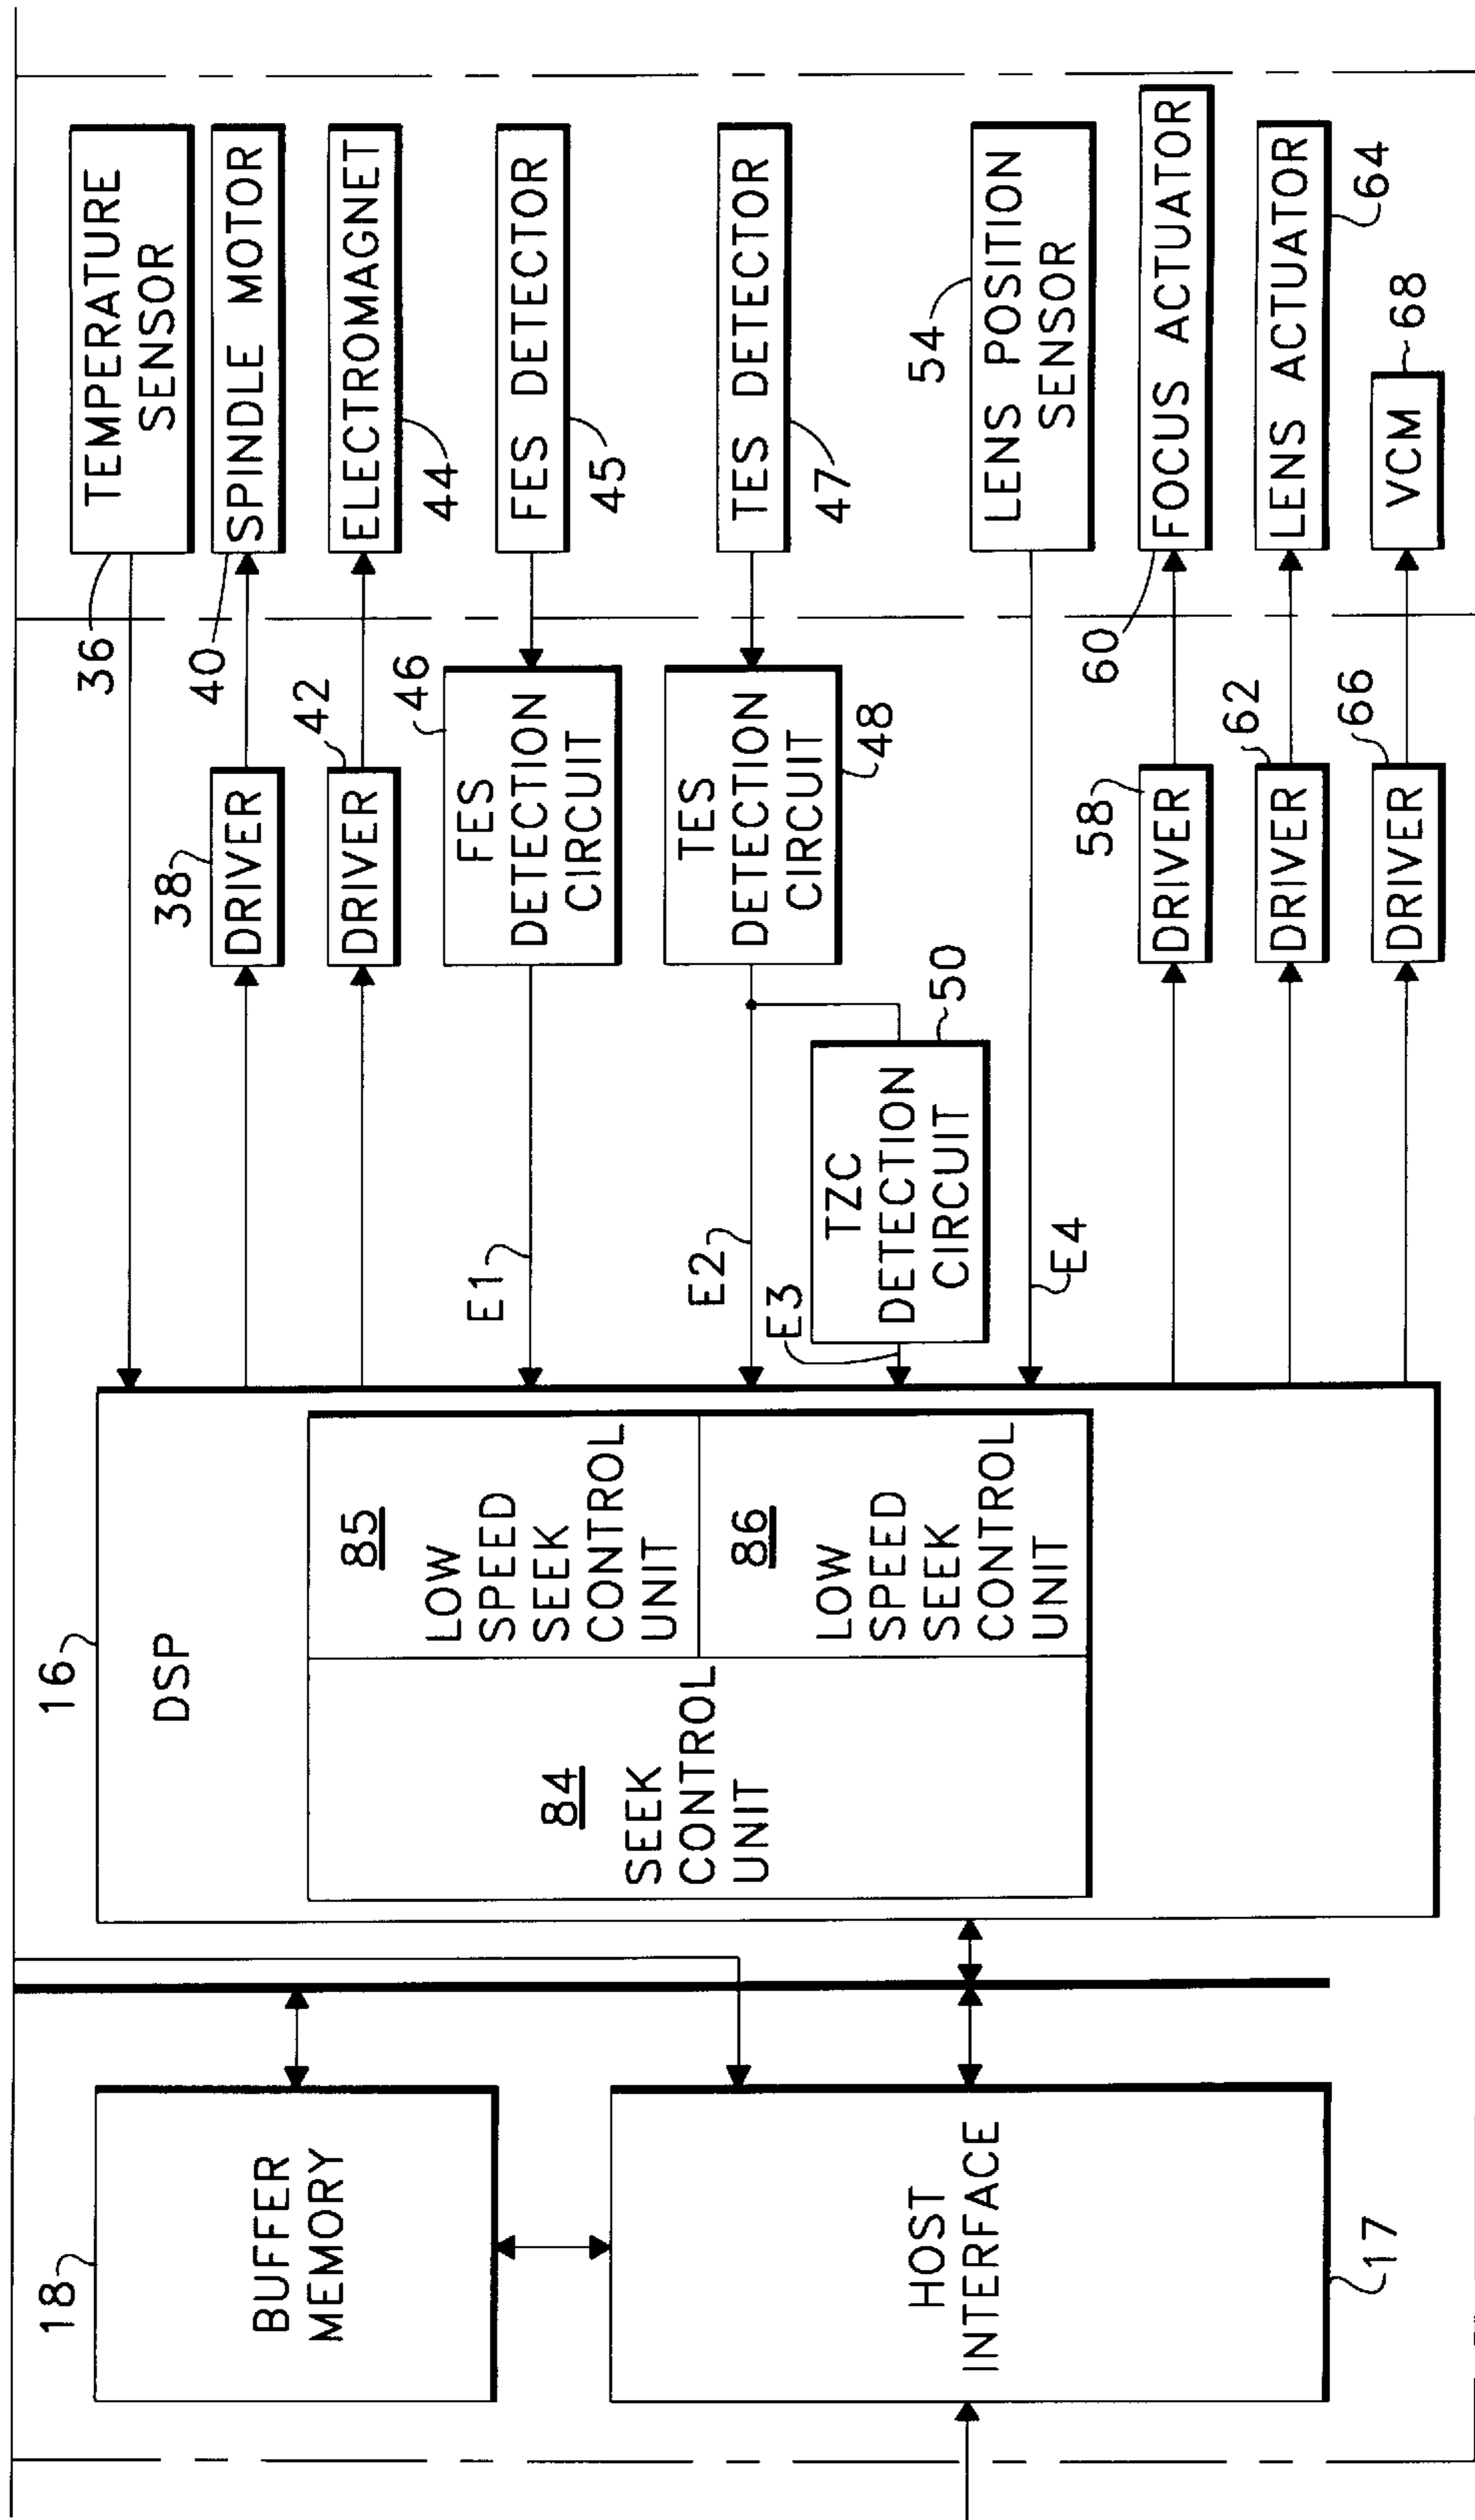 18
BUFFER
MEMORY
HOST
INTERFACE
17
16
DSP
84
SEEK
CONTROL
UNIT
85
LOW
SPEED
SEEK
CONTROL
UNIT
86
LOW
SPEED
SEEK
CONTROL
UNIT
36
TEMPERATURE
SENSOR
38
DRIVER
40
SPINDLE MOTOR
42
DRIVER
ELECTROMAGNET
44
E1
46
FES
DETECTION
CIRCUIT
FES DETECTOR
45
E2
TES
DETECTION
CIRCUIT
48
TES DETECTOR
47
E3
TZC
DETECTION
CIRCUIT
50
E4
54
LENS POSITION
SENSOR
58
DRIVER
60
FOCUS ACTUATOR
62
DRIVER
LENS ACTUATOR
64
66
DRIVER
VCM
68